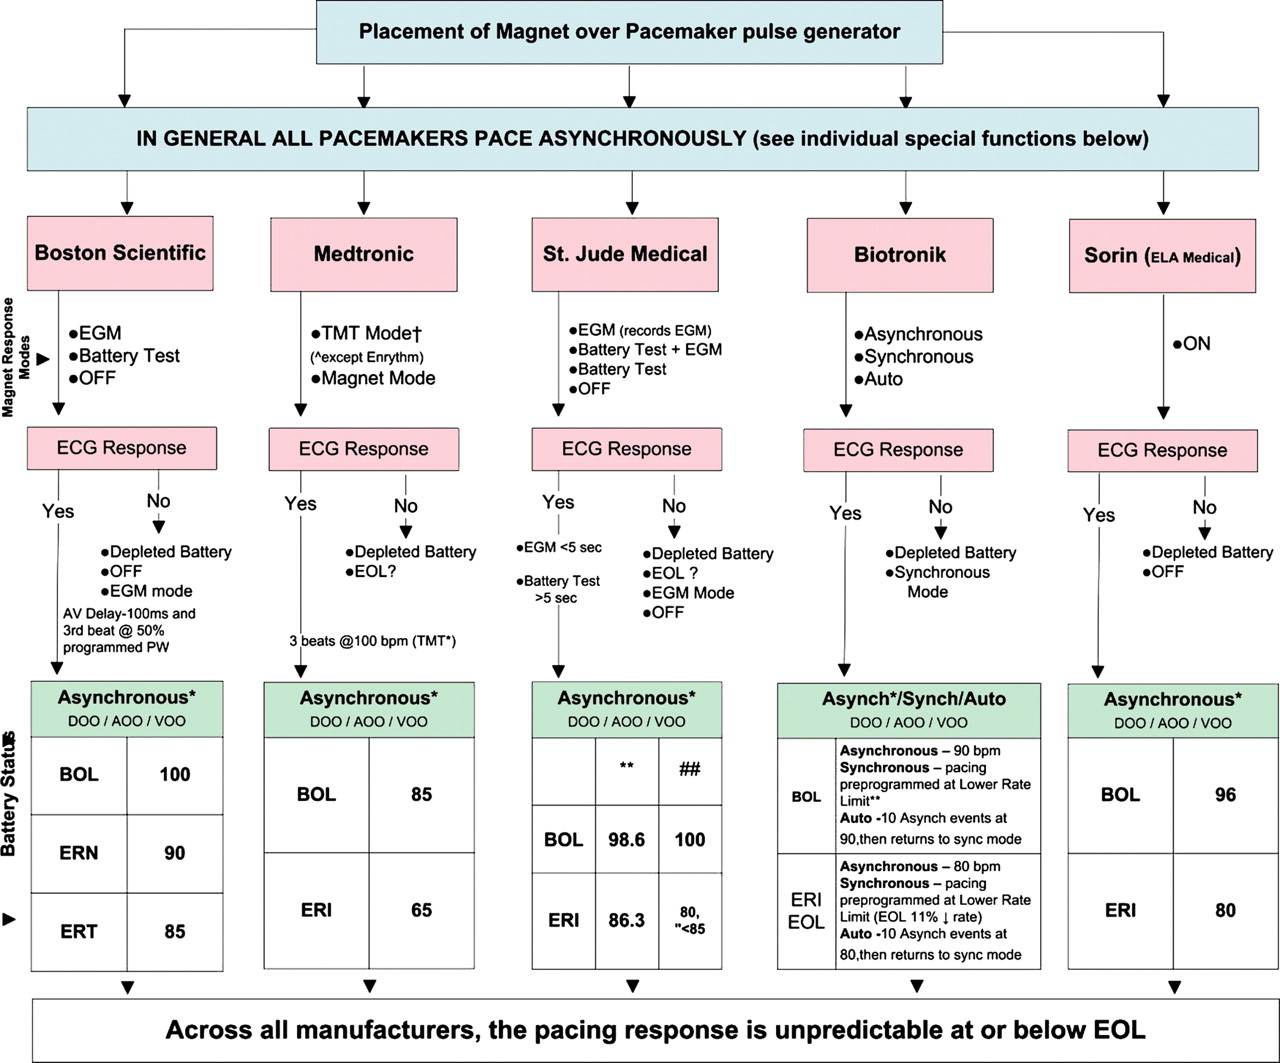 Placement of Magnet over Pacemaker pulse generator
IN GENERAL ALL PACEMAKERS PACE ASYNCHRONOUSLY (see individual special functions below)
Boston Scientific
Medtronic
St. Jude Medical
Biotronik
Sorin (ELA Medical)
Magnet Response
Modes
●EGM
●Battery Test
●OFF
●TMT Mode†
(^except Enrythm)
●Magnet Mode
●EGM (records EGM)
●Battery Test + EGM
●Battery Test
●OFF
●Asynchronous
●Synchronous
●Auto
●ON
ECG Response
ECG Response
ECG Response
ECG Response
ECG Response
Yes
No
●Depleted Battery
●OFF
●EGM mode
AV Delay-100ms and
3rd beat @ 50%
programmed PW
Yes
No
●Depleted Battery
●EOL?
3 beats @100 bpm (TMT*)
Yes
No
●EGM <5 sec
●Battery Test
>5 sec
●Depleted Battery
●EOL ?
●EGM Mode
●OFF
Yes
No
●Depleted Battery
●Synchronous
Mode
Yes
No
●Depleted Battery
●OFF
Battery Status
Asynchronous*
DOO / AOO / VOO
BOL 100
ERN 90
ERT 85
Asynchronous*
DOO / AOO / VOO
BOL 85
ERI 65
Asynchronous*
DOO / AOO / VOO
** ##
BOL 98.6 100
ERI 86.3 80,
"<85
Asynch*/Synch/Auto
DOO / AOO / VOO
BOL
Asynchronous – 90 bpm
Synchronous – pacing
preprogrammed at Lower Rate
Limit**
Auto -10 Asynch events at
90,then returns to sync mode
ERI
EOL
Asynchronous – 80 bpm
Synchronous – pacing
preprogrammed at Lower Rate
Limit (EOL 11% ↓ rate)
Auto -10 Asynch events at
80,then returns to sync mode
Asynchronous*
DOO / AOO / VOO
BOL 96
ERI 80
Across all manufacturers, the pacing response is unpredictable at or below EOL